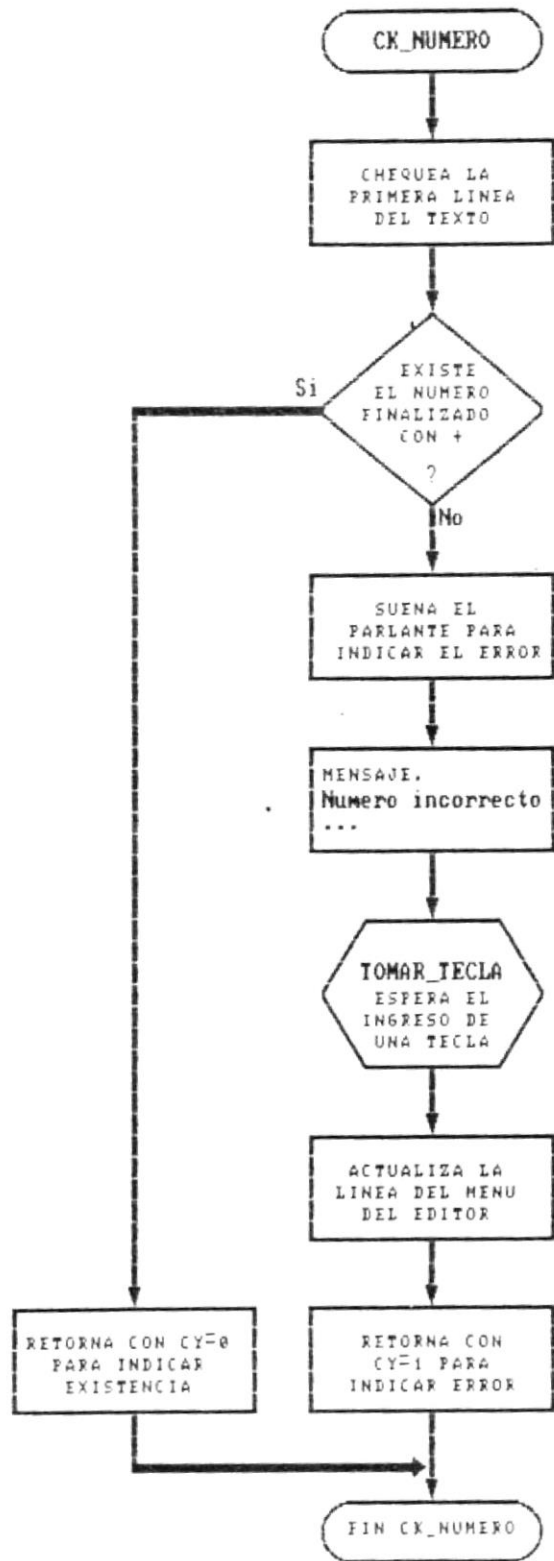 CK_NUMERO
CHEQUEA LA
PRIMERA LINEA
DEL TEXTO
EXISTE
EL NUMERO
FINALIZADO
CON +
?
Si
No
SUENA EL
PARLANTE PARA
INDICAR EL ERROR
MENSAJE.
Numero incorrecto
...
TOMAR_TECLA
ESPERA EL
INGRESO DE
UNA TECLA
ACTUALIZA LA
LINEA DEL MENU
DEL EDITOR
RETORNA CON CY=0
PARA INDICAR
EXISTENCIA
RETORNA CON
CY=1 PARA
INDICAR ERROR
FIN CK_NUMERO